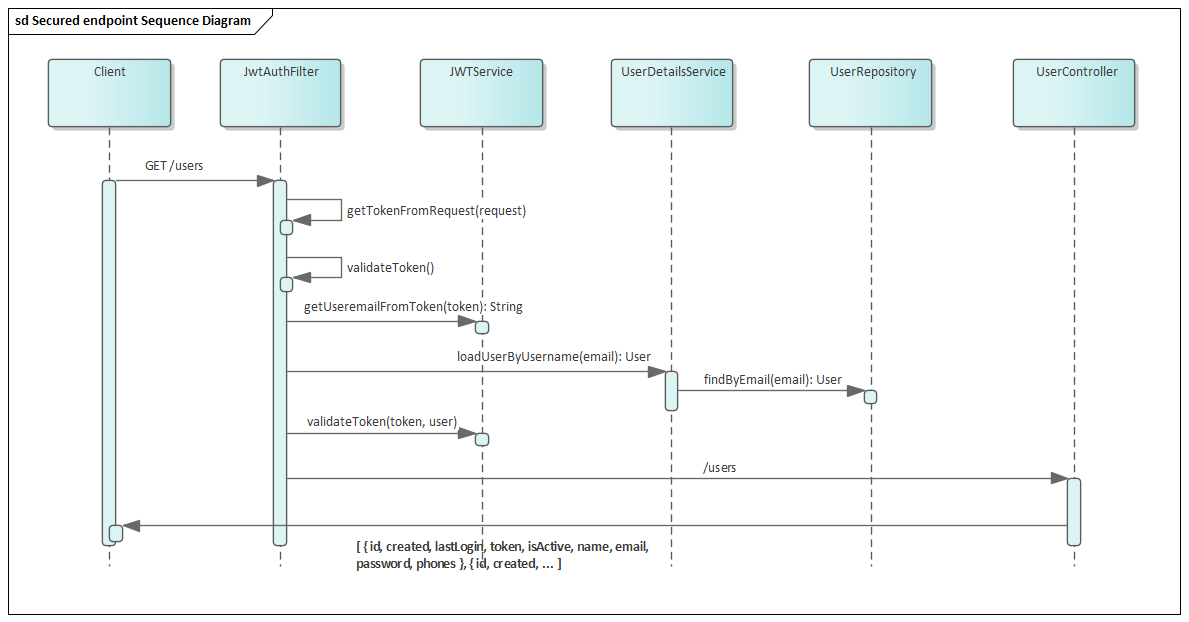 sd Secured endpoint Sequence Diagram
Client
JwtAuthFilter
JWTService
UserDetailsService
UserRepository
UserController
GET /users
getTokenFromRequest(request)
validateToken()
getUseremailFromToken(token): String
loadUserByUsername(email): User
findByEmail(email): User
validateToken(token, user)
/users
[ { id, created, lastLogin, token, isActive, name, email,
password, phones }, { id, created, ... ]